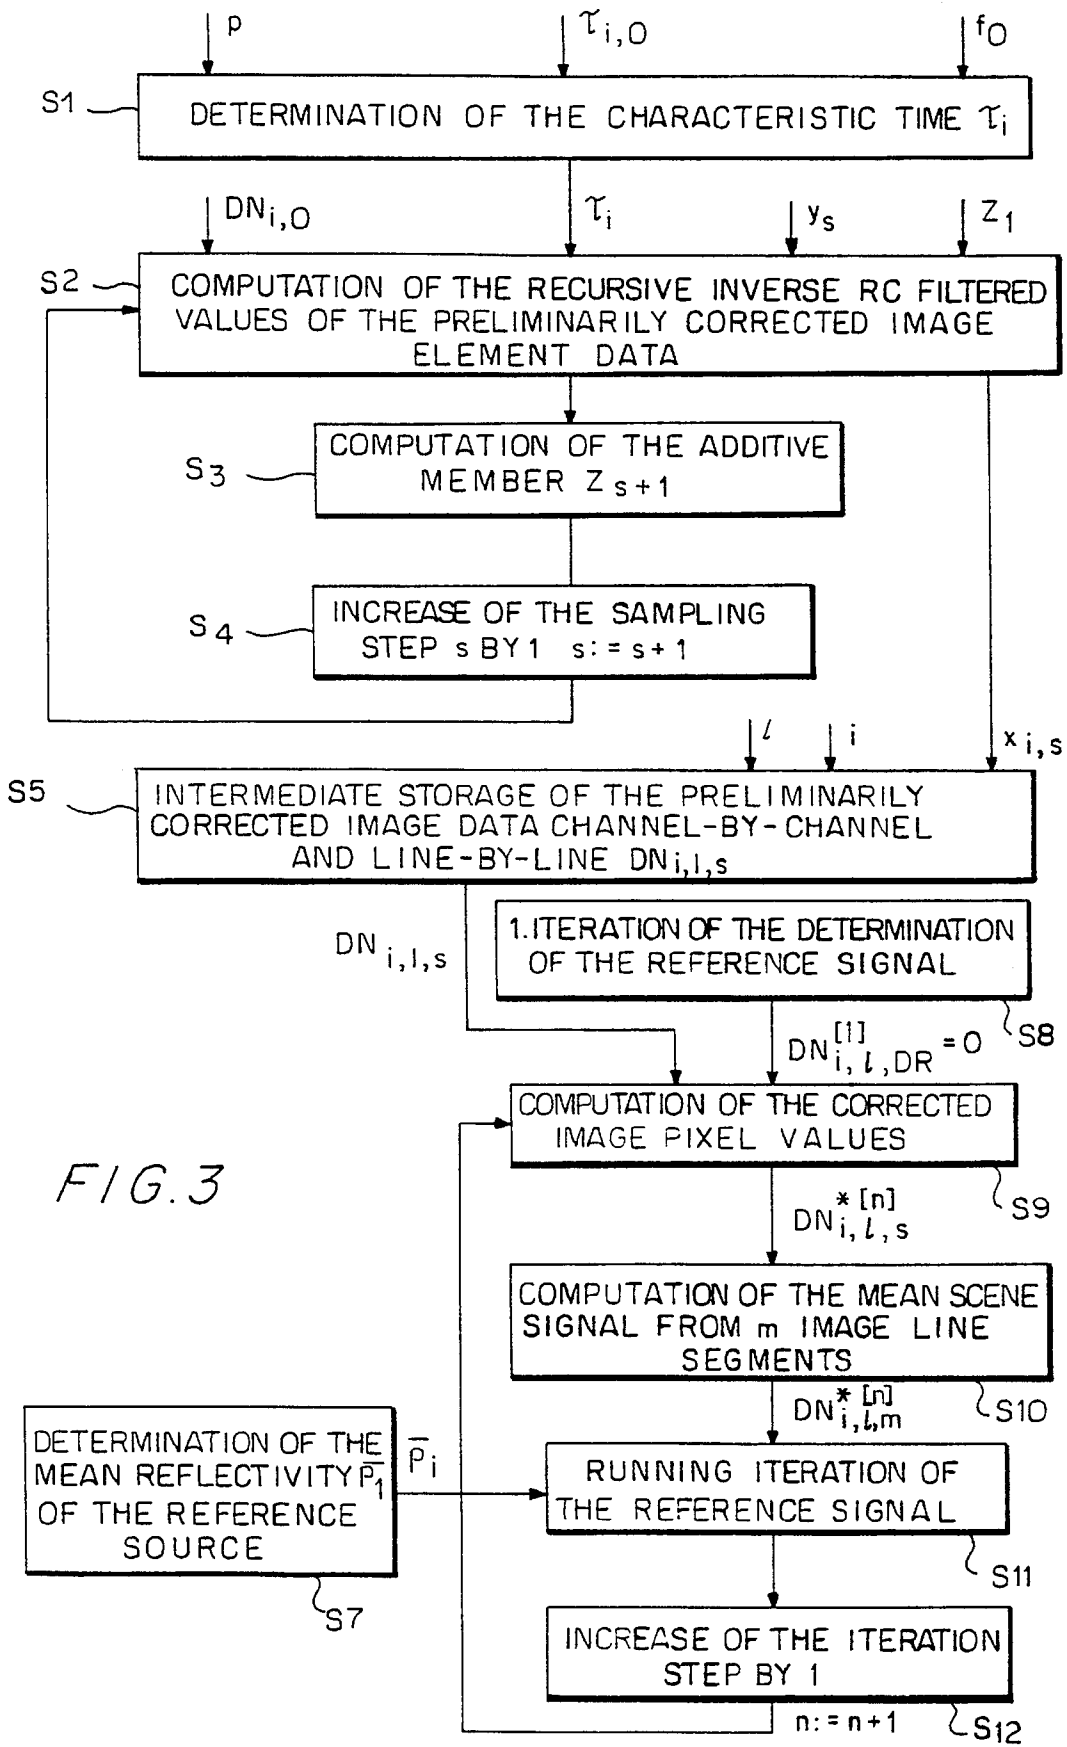 p
τi,0
f0
S1
DETERMINATION OF THE CHARACTERISTIC TIME τi
DNi,0
τi
ys
Z1
S2
COMPUTATION OF THE RECURSIVE INVERSE RC FILTERED
VALUES OF THE PRELIMINARILY CORRECTED IMAGE
ELEMENT DATA
S3
COMPUTATION OF THE ADDITIVE
MEMBER Z s+1
S4
INCREASE OF THE SAMPLING
STEP s BY 1 s:=s+1
l
i
xi,s
S5
INTERMEDIATE STORAGE OF THE PRELIMINARILY
CORRECTED IMAGE DATA CHANNEL-BY-CHANNEL
AND LINE-BY-LINE DNi,l,s
DN i,l,s
1.ITERATION OF THE DETERMINATION
OF THE REFERENCE SIGNAL
S8
DN[1]i,l,DR=0
COMPUTATION OF THE CORRECTED
IMAGE PIXEL VALUES
S9
FIG.3
DN*[n]i,l,s
COMPUTATION OF THE MEAN SCENE
SIGNAL FROM m IMAGE LINE
SEGMENTS
S10
DN*[n]i,l,m
DETERMINATION OF THE
MEAN REFLECTIVITY p̅1
OF THE REFERENCE
SOURCE
S7
p̅i
RUNNING ITERATION OF
THE REFERENCE SIGNAL
S11
INCREASE OF THE ITERATION
STEP BY 1
n:=n+1
S12